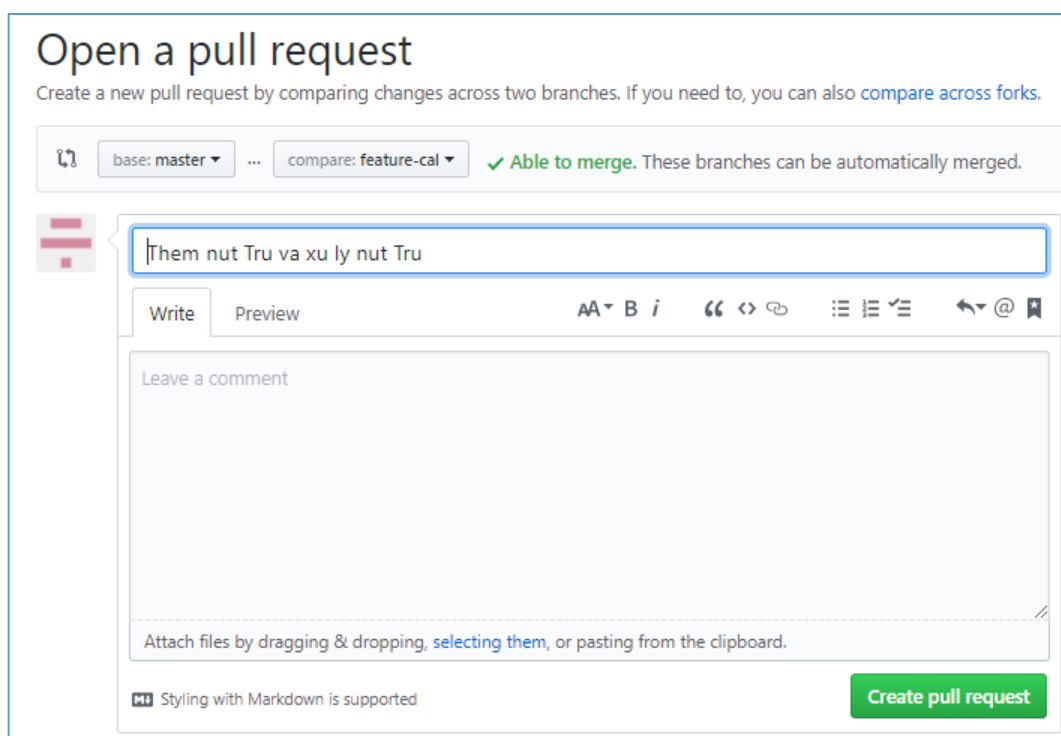 Open a pull request
Create a new pull request by comparing changes across two branches. If you need to, you can also compare across forks.
base: master ... compare: feature-cal ✓ Able to merge. These branches can be automatically merged.
Them nut Tru va xu ly nut Tru
Write Preview AA B i
Leave a comment
Attach files by dragging & dropping, selecting them, or pasting from the clipboard.
Styling with Markdown is supported
Create pull request